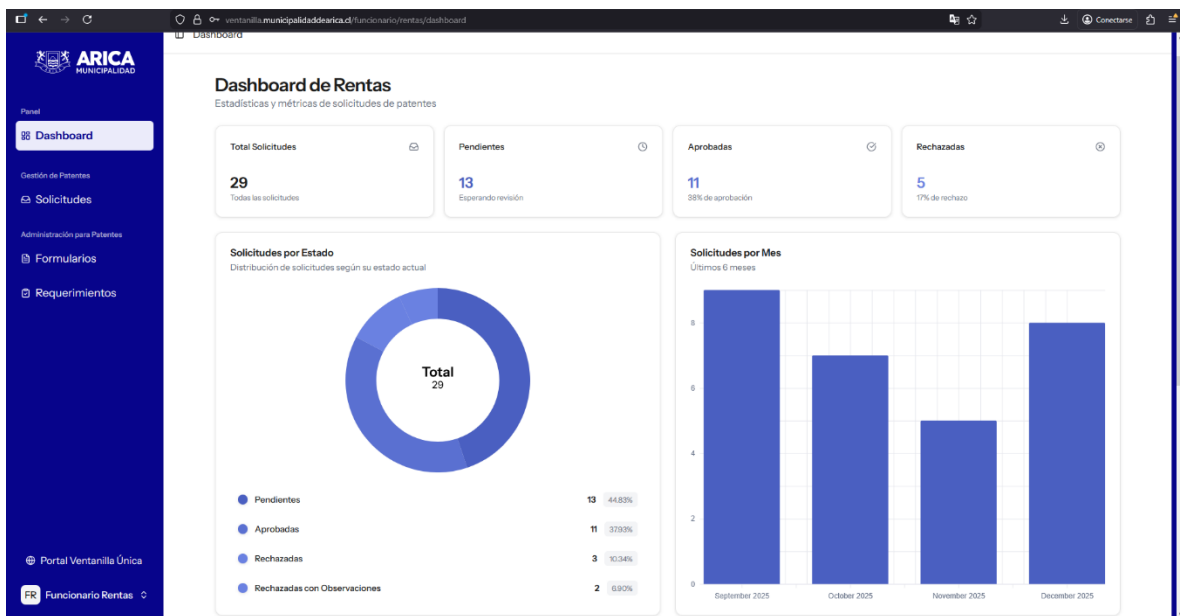 ventanilla.municipalidaddearica.cl/funcionario/rentas/dashboard
Conectarse
ARICA
MUNICIPALIDAD
Dashboard
Panel
Dashboard
Gestión de Patentes
Solicitudes
Administración para Patentes
Formularios
Requerimientos
Portal Ventanilla Única
FR Funcionario Rentas
Dashboard de Rentas
Estadísticas y métricas de solicitudes de patentes
Total Solicitudes
29
Todas las solicitudes
Pendientes
13
Esperando revisión
Aprobadas
11
38% de aprobación
Rechazadas
5
17% de rechazo
Solicitudes por Estado
Distribución de solicitudes según su estado actual
Total
29
Pendientes 13 44.83%
Aprobadas 11 37.93%
Rechazadas 3 10.34%
Rechazadas con Observaciones 2 6.90%
Solicitudes por Mes
Últimos 6 meses
8
6
4
2
0
September 2025 October 2025 November 2025 December 2025